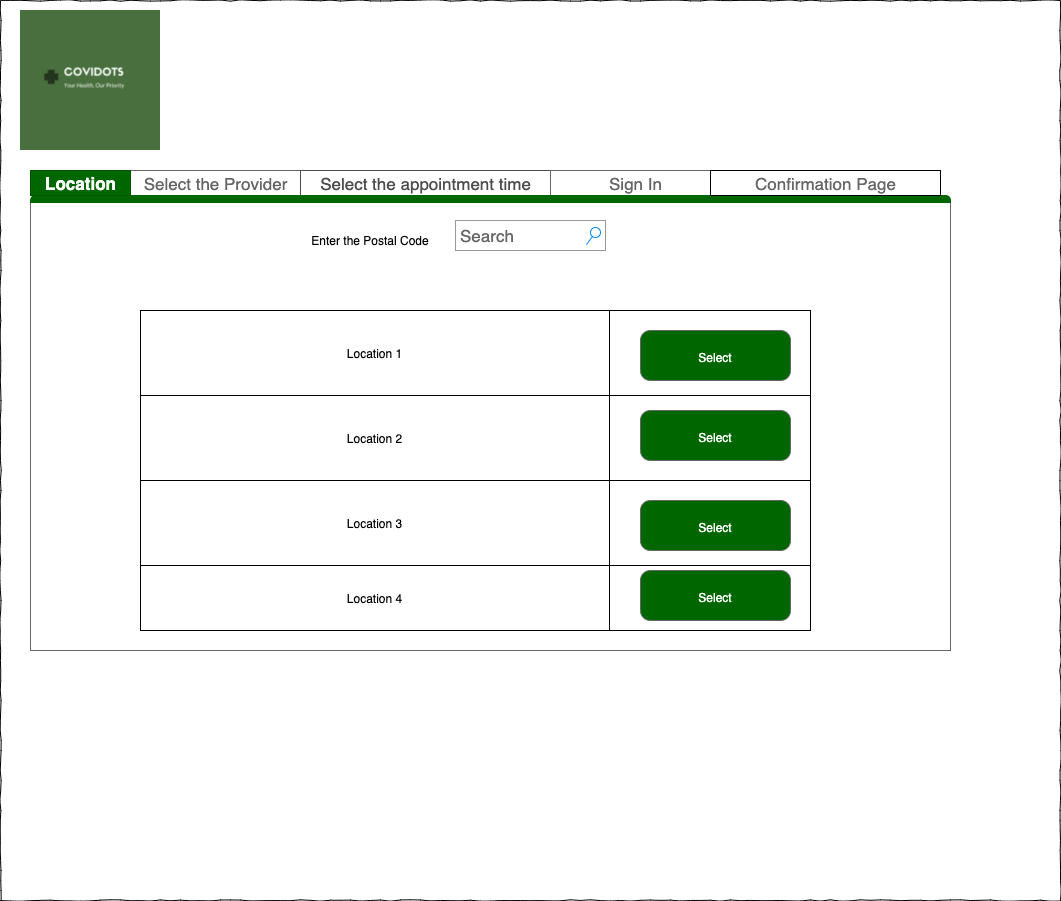 COVIDOTS
Your Health, Our Priority
Location
Select the Provider
Select the appointment time
Sign In
Confirmation Page
Enter the Postal Code
Search
Location 1
Select
Location 2
Select
Location 3
Select
Location 4
Select